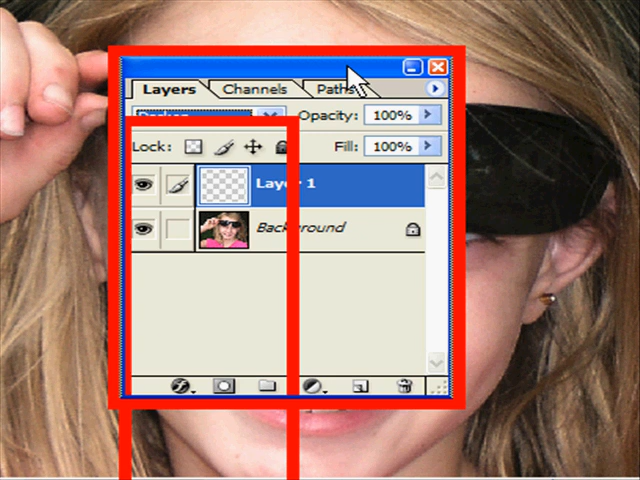 Layers Channels Paths
Opacity: 100%
Lock: Fill: 100%
Layer 1
Background